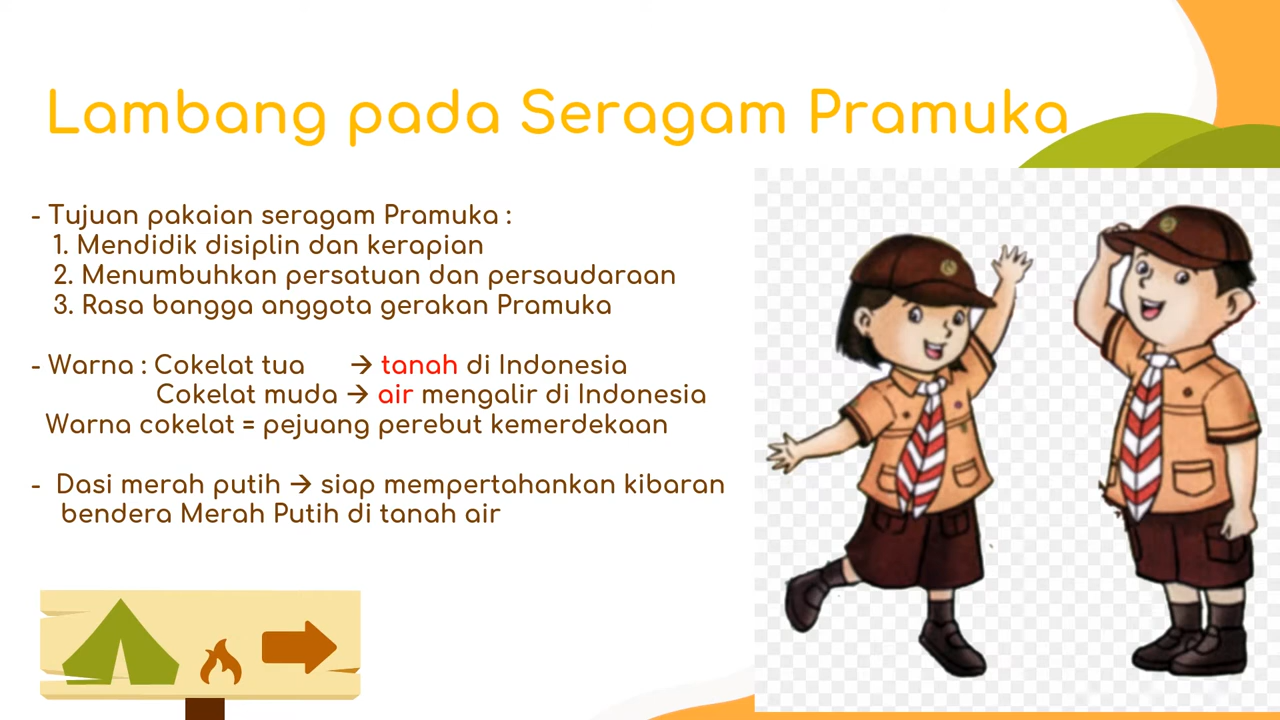 Lambang pada Seragam Pramuka
- Tujuan pakaian seragam Pramuka :
1. Mendidik disiplin dan kerapian
2. Menumbuhkan persatuan dan persaudaraan
3. Rasa bangga anggota gerakan Pramuka
- Warna : Cokelat tua → tanah di Indonesia
Cokelat muda → air mengalir di Indonesia
Warna cokelat = pejuang perebut kemerdekaan
- Dasi merah putih → siap mempertahankan kibaran
bendera Merah Putih di tanah air